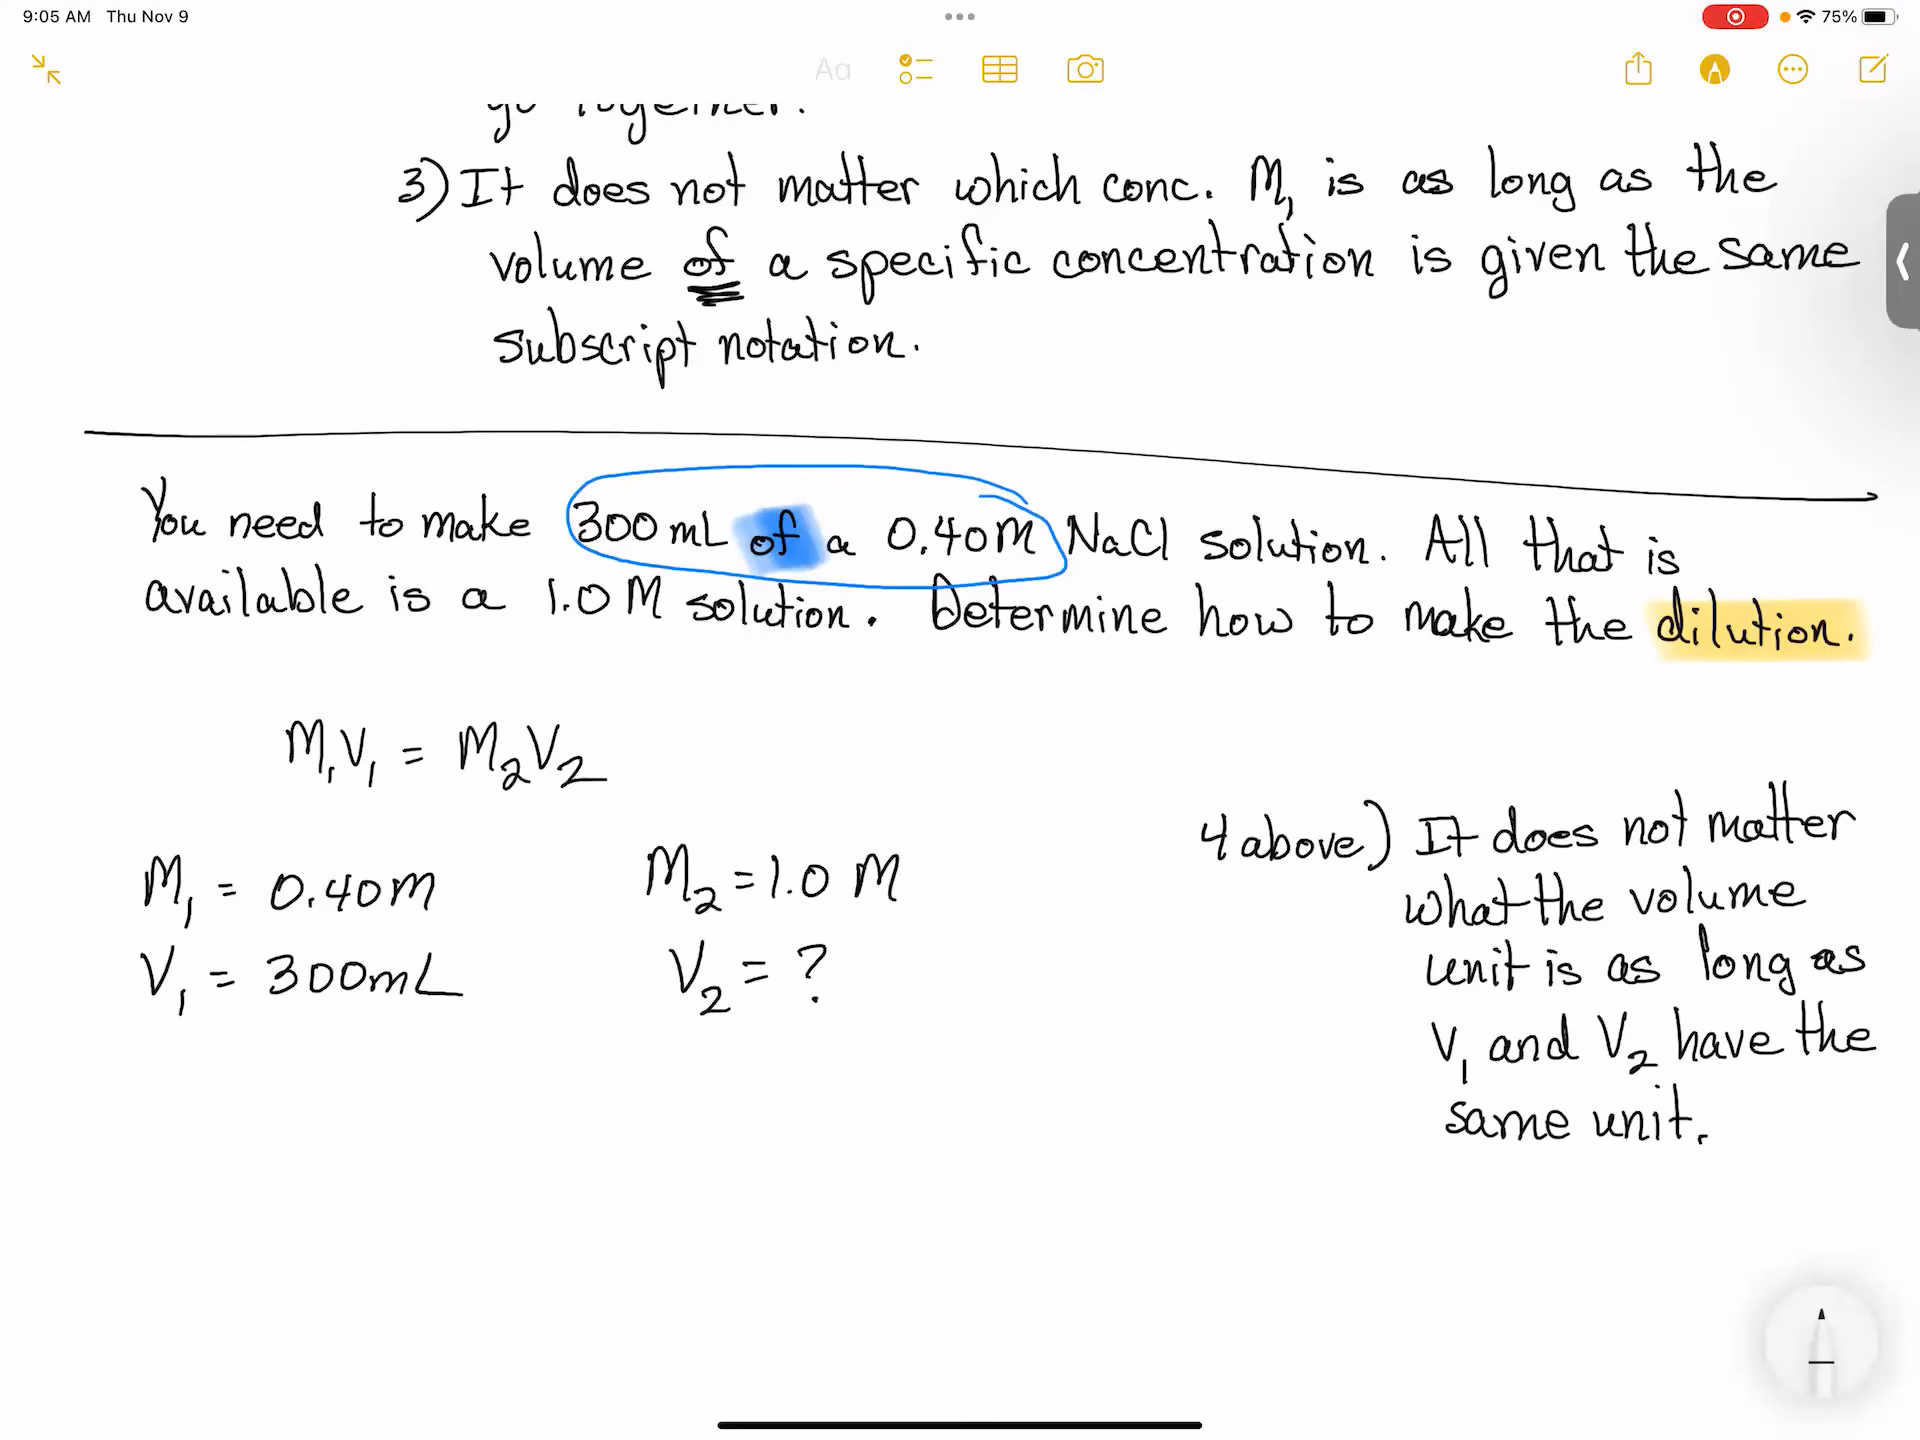 9:05 AM Thu Nov 9
75%
Aa
go together.
3) It does not matter which conc. M₁ is as long as the
volume of a specific concentration is given the same
subscript notation.
You need to make 300 mL of a 0.40M NaCl solution. All that is
available is a 1.0 M solution. Determine how to make the dilution.
M₁V₁ = M₂V₂
4 above.) It does not matter
what the volume
unit is as long as
V₁ and V₂ have the
same unit.
M₁ = 0.40M M₂ = 1.0 M
V₁ = 300mL V₂ = ?